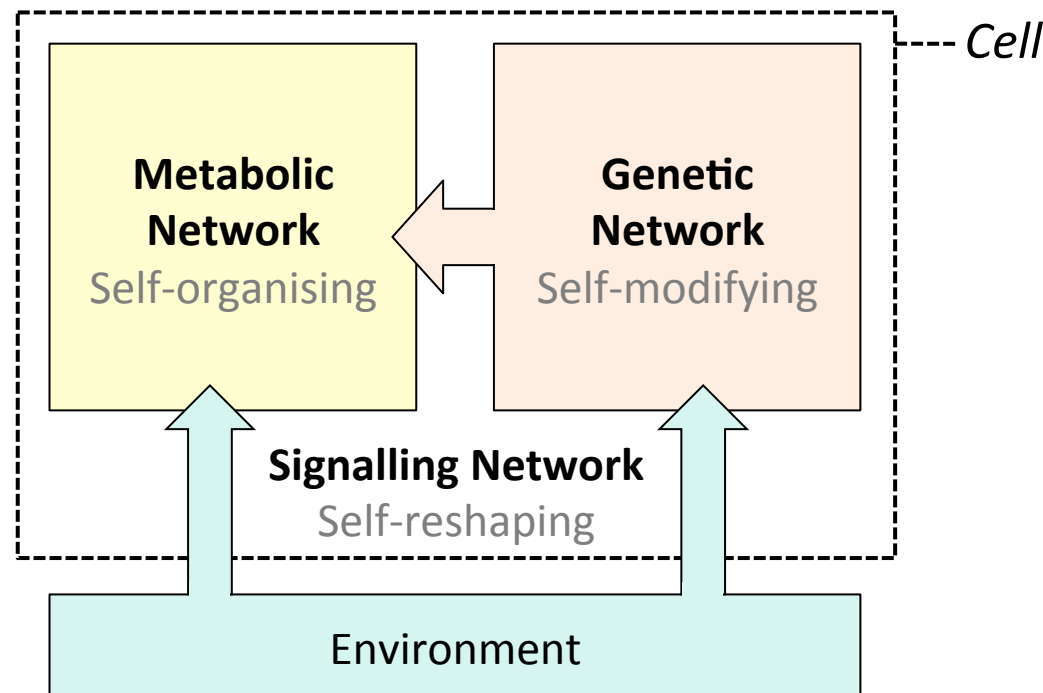 Cell
Metabolic
Network
Self-organising
Genetic
Network
Self-modifying
Signalling Network
Self-reshaping
Environment